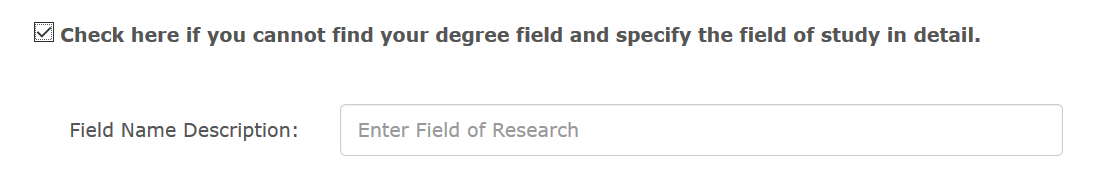 Check here if you cannot find your degree field and specify the field of study in detail.
Field Name Description: Enter Field of Research